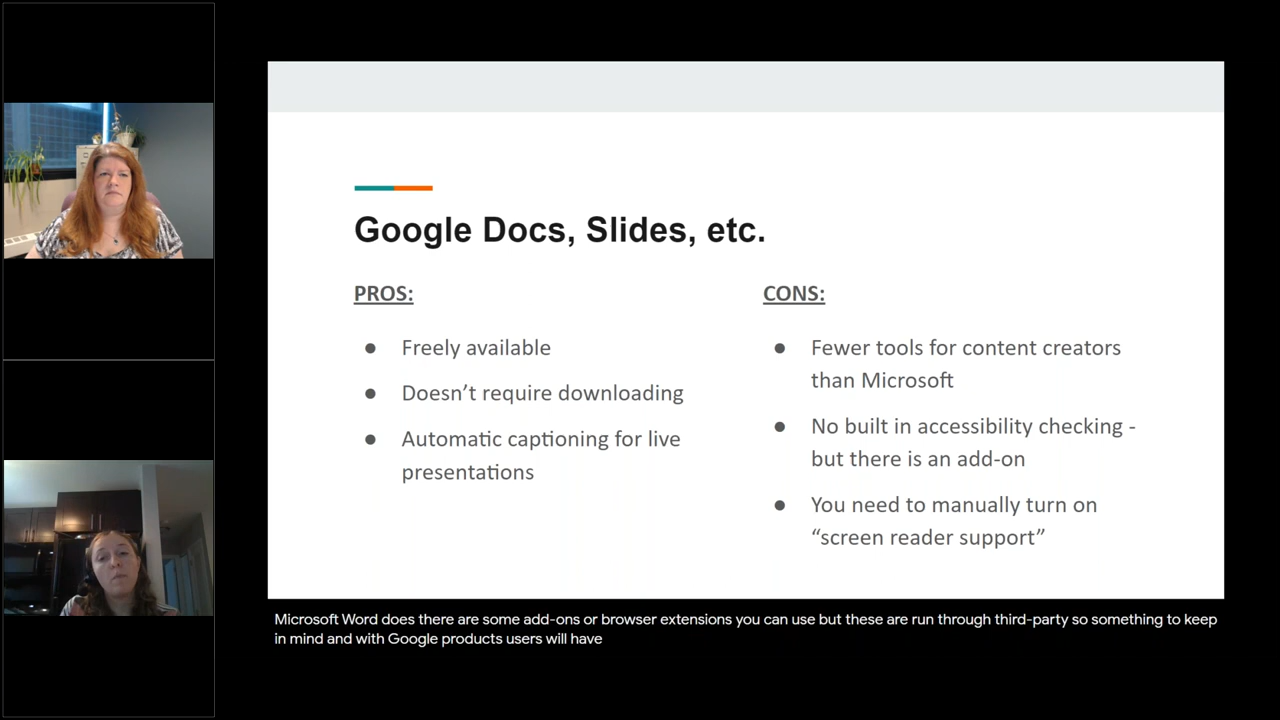 Google Docs, Slides, etc.
PROS:
● Freely available
● Doesn’t require downloading
● Automatic captioning for live
presentations
CONS:
● Fewer tools for content creators
than Microsoft
● No built in accessibility checking -
but there is an add-on
● You need to manually turn on
“screen reader support”
Microsoft Word does there are some add-ons or browser extensions you can use but these are run through third-party so something to keep
in mind and with Google products users will have